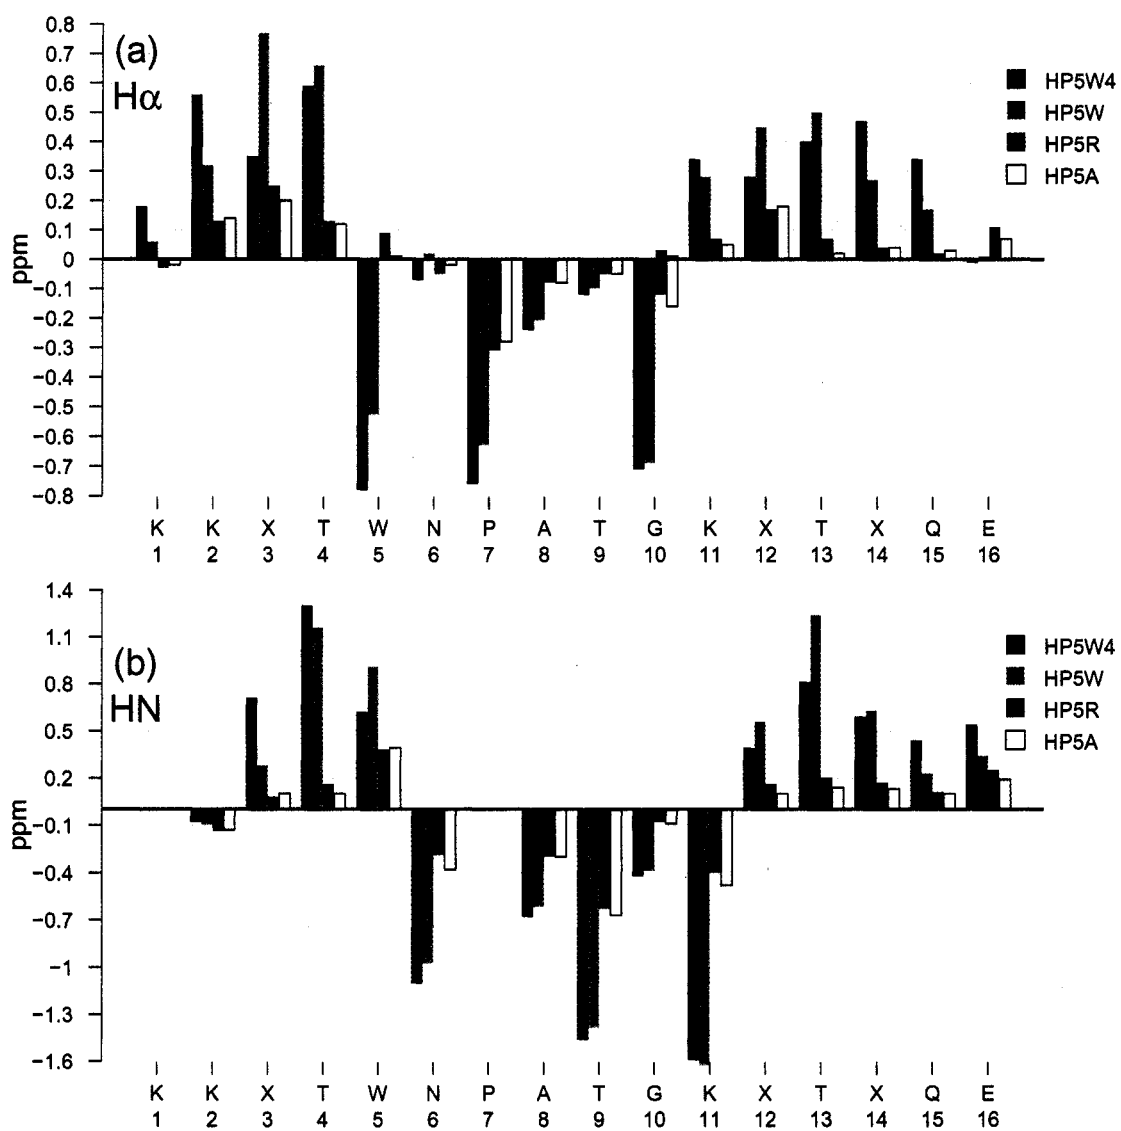 (a)
Hα
ppm
0.8
0.7
0.6
0.5
0.4
0.3
0.2
0.1
0
−0.1
−0.2
−0.3
−0.4
−0.5
−0.6
−0.7
−0.8
HP5W4
HP5W
HP5R
HP5A
K K X T W N P A T G K X T X Q E
1 2 3 4 5 6 7 8 9 10 11 12 13 14 15 16
(b)
HN
ppm
1.4
1.1
0.8
0.5
0.2
−0.1
−0.4
−0.7
−1
−1.3
−1.6
HP5W4
HP5W
HP5R
HP5A
K K X T W N P A T G K X T X Q E
1 2 3 4 5 6 7 8 9 10 11 12 13 14 15 16